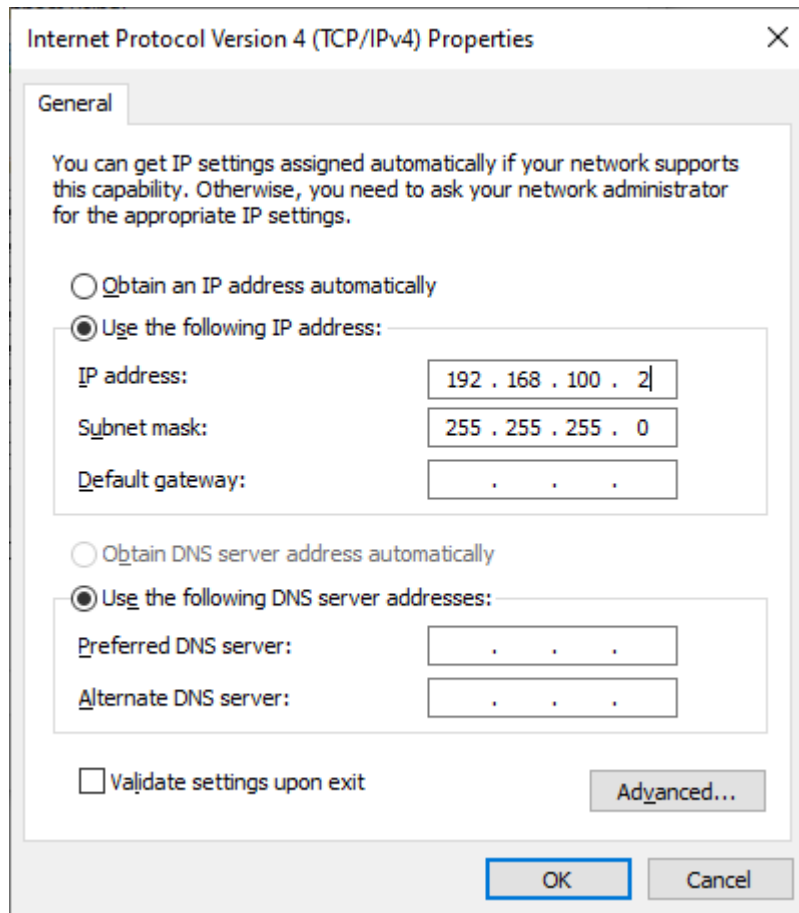 Internet Protocol Version 4 (TCP/IPv4) Properties
General
You can get IP settings assigned automatically if your network supports
this capability. Otherwise, you need to ask your network administrator
for the appropriate IP settings.
Obtain an IP address automatically
Use the following IP address:
IP address: 192 . 168 . 100 . 2
Subnet mask: 255 . 255 . 255 . 0
Default gateway: . . .
Obtain DNS server address automatically
Use the following DNS server addresses:
Preferred DNS server: . . .
Alternate DNS server: . . .
Validate settings upon exit
Advanced...
OK Cancel